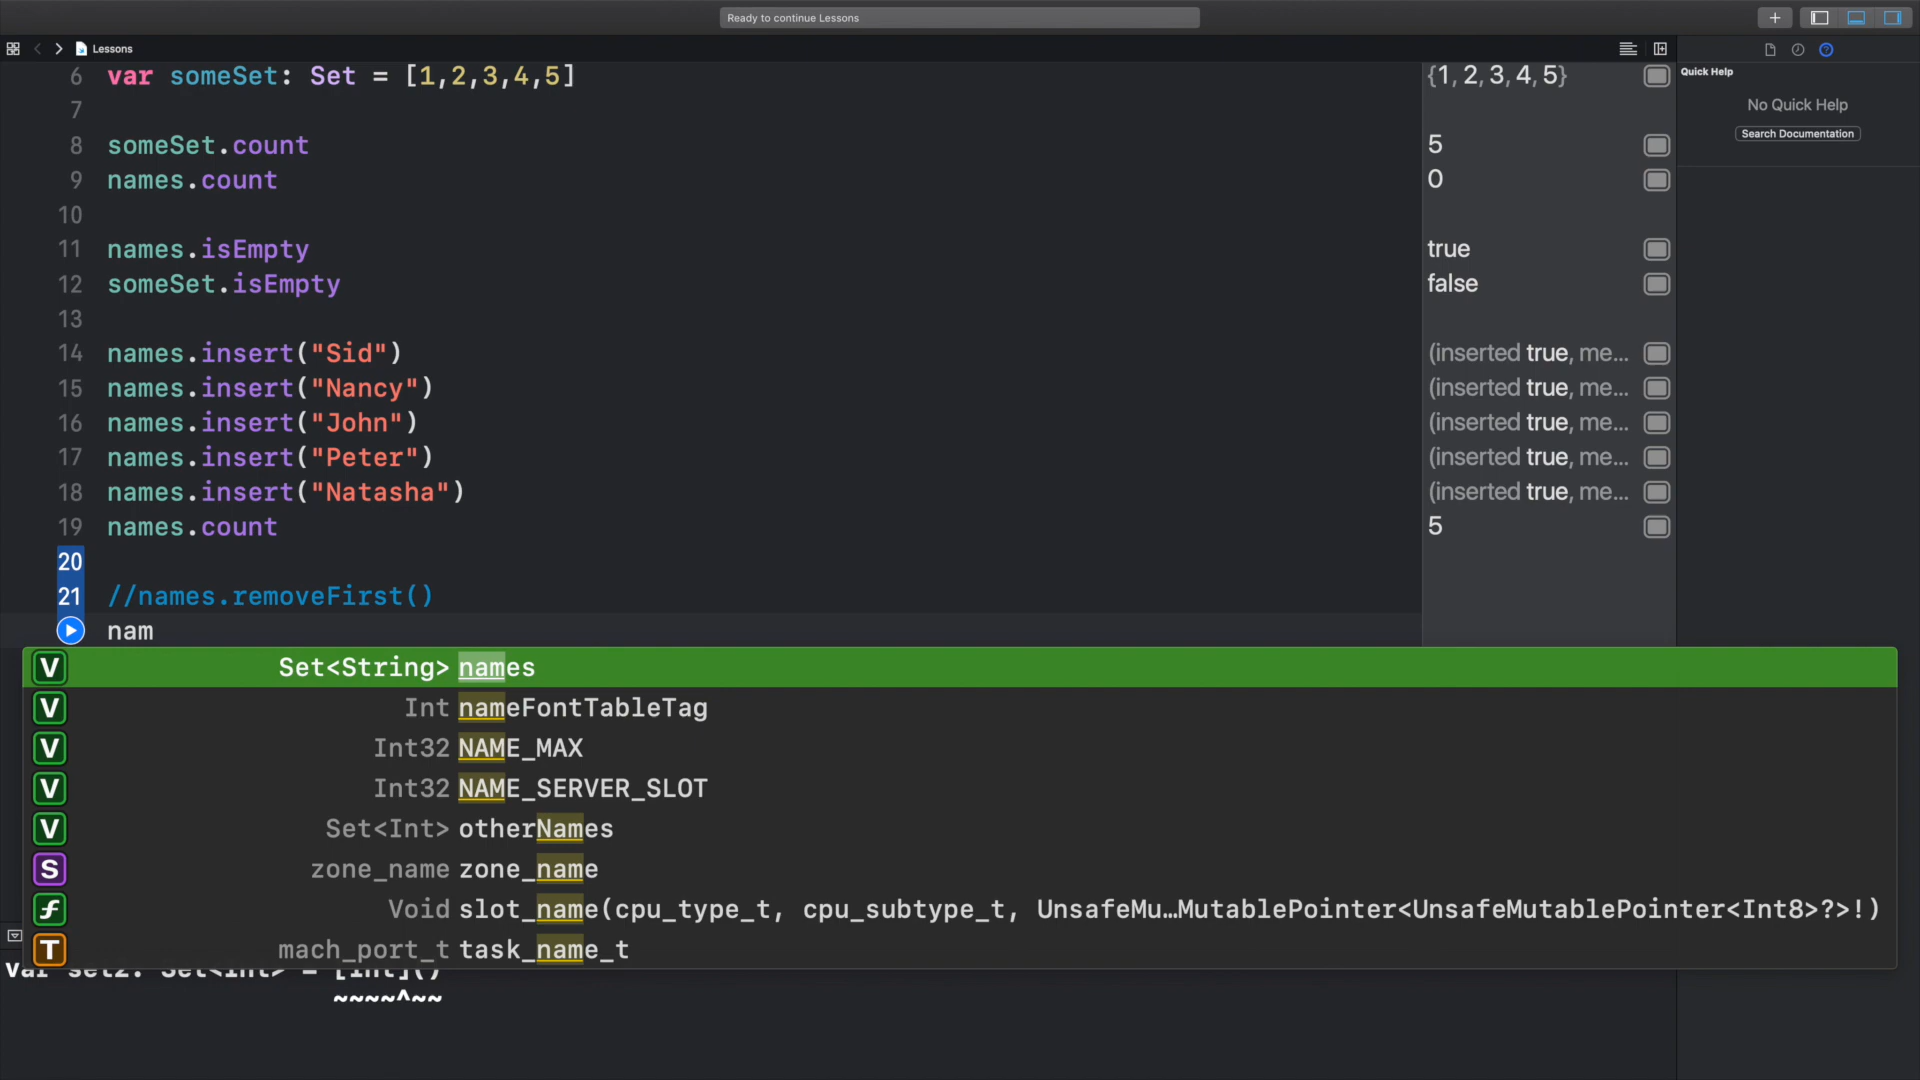 Ready to continue Lessons
Lessons
Quick Help
No Quick Help
Search Documentation
6 var someSet: Set = [1,2,3,4,5] {1, 2, 3, 4, 5}
7
8 someSet.count 5
9 names.count 0
10
11 names.isEmpty true
12 someSet.isEmpty false
13
14 names.insert("Sid") (inserted true, me...
15 names.insert("Nancy") (inserted true, me...
16 names.insert("John") (inserted true, me...
17 names.insert("Peter") (inserted true, me...
18 names.insert("Natasha") (inserted true, me...
19 names.count 5
20
21 //names.removeFirst()
nam
V Set<String> names
V Int nameFontTableTag
V Int32 NAME_MAX
V Int32 NAME_SERVER_SLOT
V Set<Int> otherNames
S zone_name zone_name
f Void slot_name(cpu_type_t, cpu_subtype_t, UnsafeMu…MutablePointer<UnsafeMutablePointer<Int8>?>!)
T mach_port_t task_name_t
var set2: Set<Int> = [Int]()
~~~~^~~